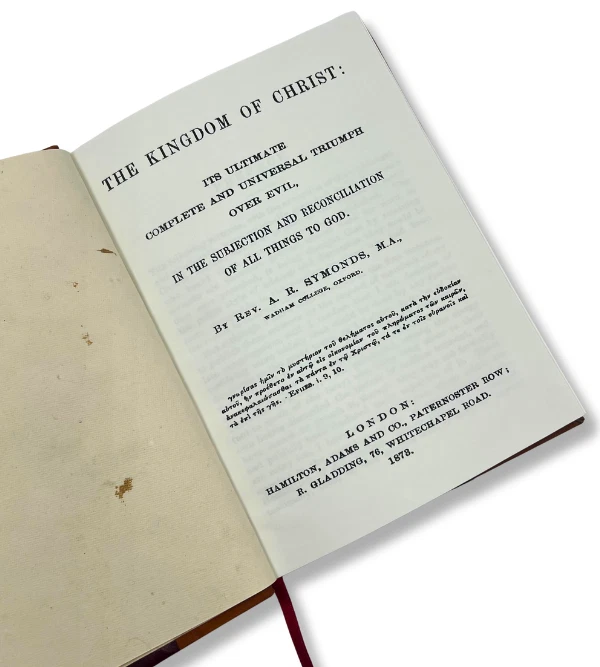 THE KINGDOM OF CHRIST:
ITS ULTIMATE
COMPLETE AND UNIVERSAL TRIUMPH
OVER EVIL,
IN THE SUBJECTION AND RECONCILIATION
OF ALL THINGS TO GOD.
BY REV. A. R. SYMONDS, M.A.,
WADHAM COLLEGE, OXFORD.
γνωρίσας ἡμῖν τὸ μυστήριον τοῦ θελήματος αὐτοῦ, κατὰ τὴν εὐδοκίαν
αὐτοῦ, ἣν προέθετο ἐν αὐτῷ εἰς οἰκονομίαν τοῦ πληρώματος τῶν καιρῶν,
ἀνακεφαλαιώσασθαι τὰ πάντα ἐν τῷ Χριστῷ, τά τε ἐν τοῖς οὐρανοῖς καὶ
τὰ ἐπὶ τῆς γῆς. EPHES. i. 9, 10.
LONDON:
HAMILTON, ADAMS AND CO., PATERNOSTER ROW;
R. GLADDING, 76, WHITECHAPEL ROAD.
1873.